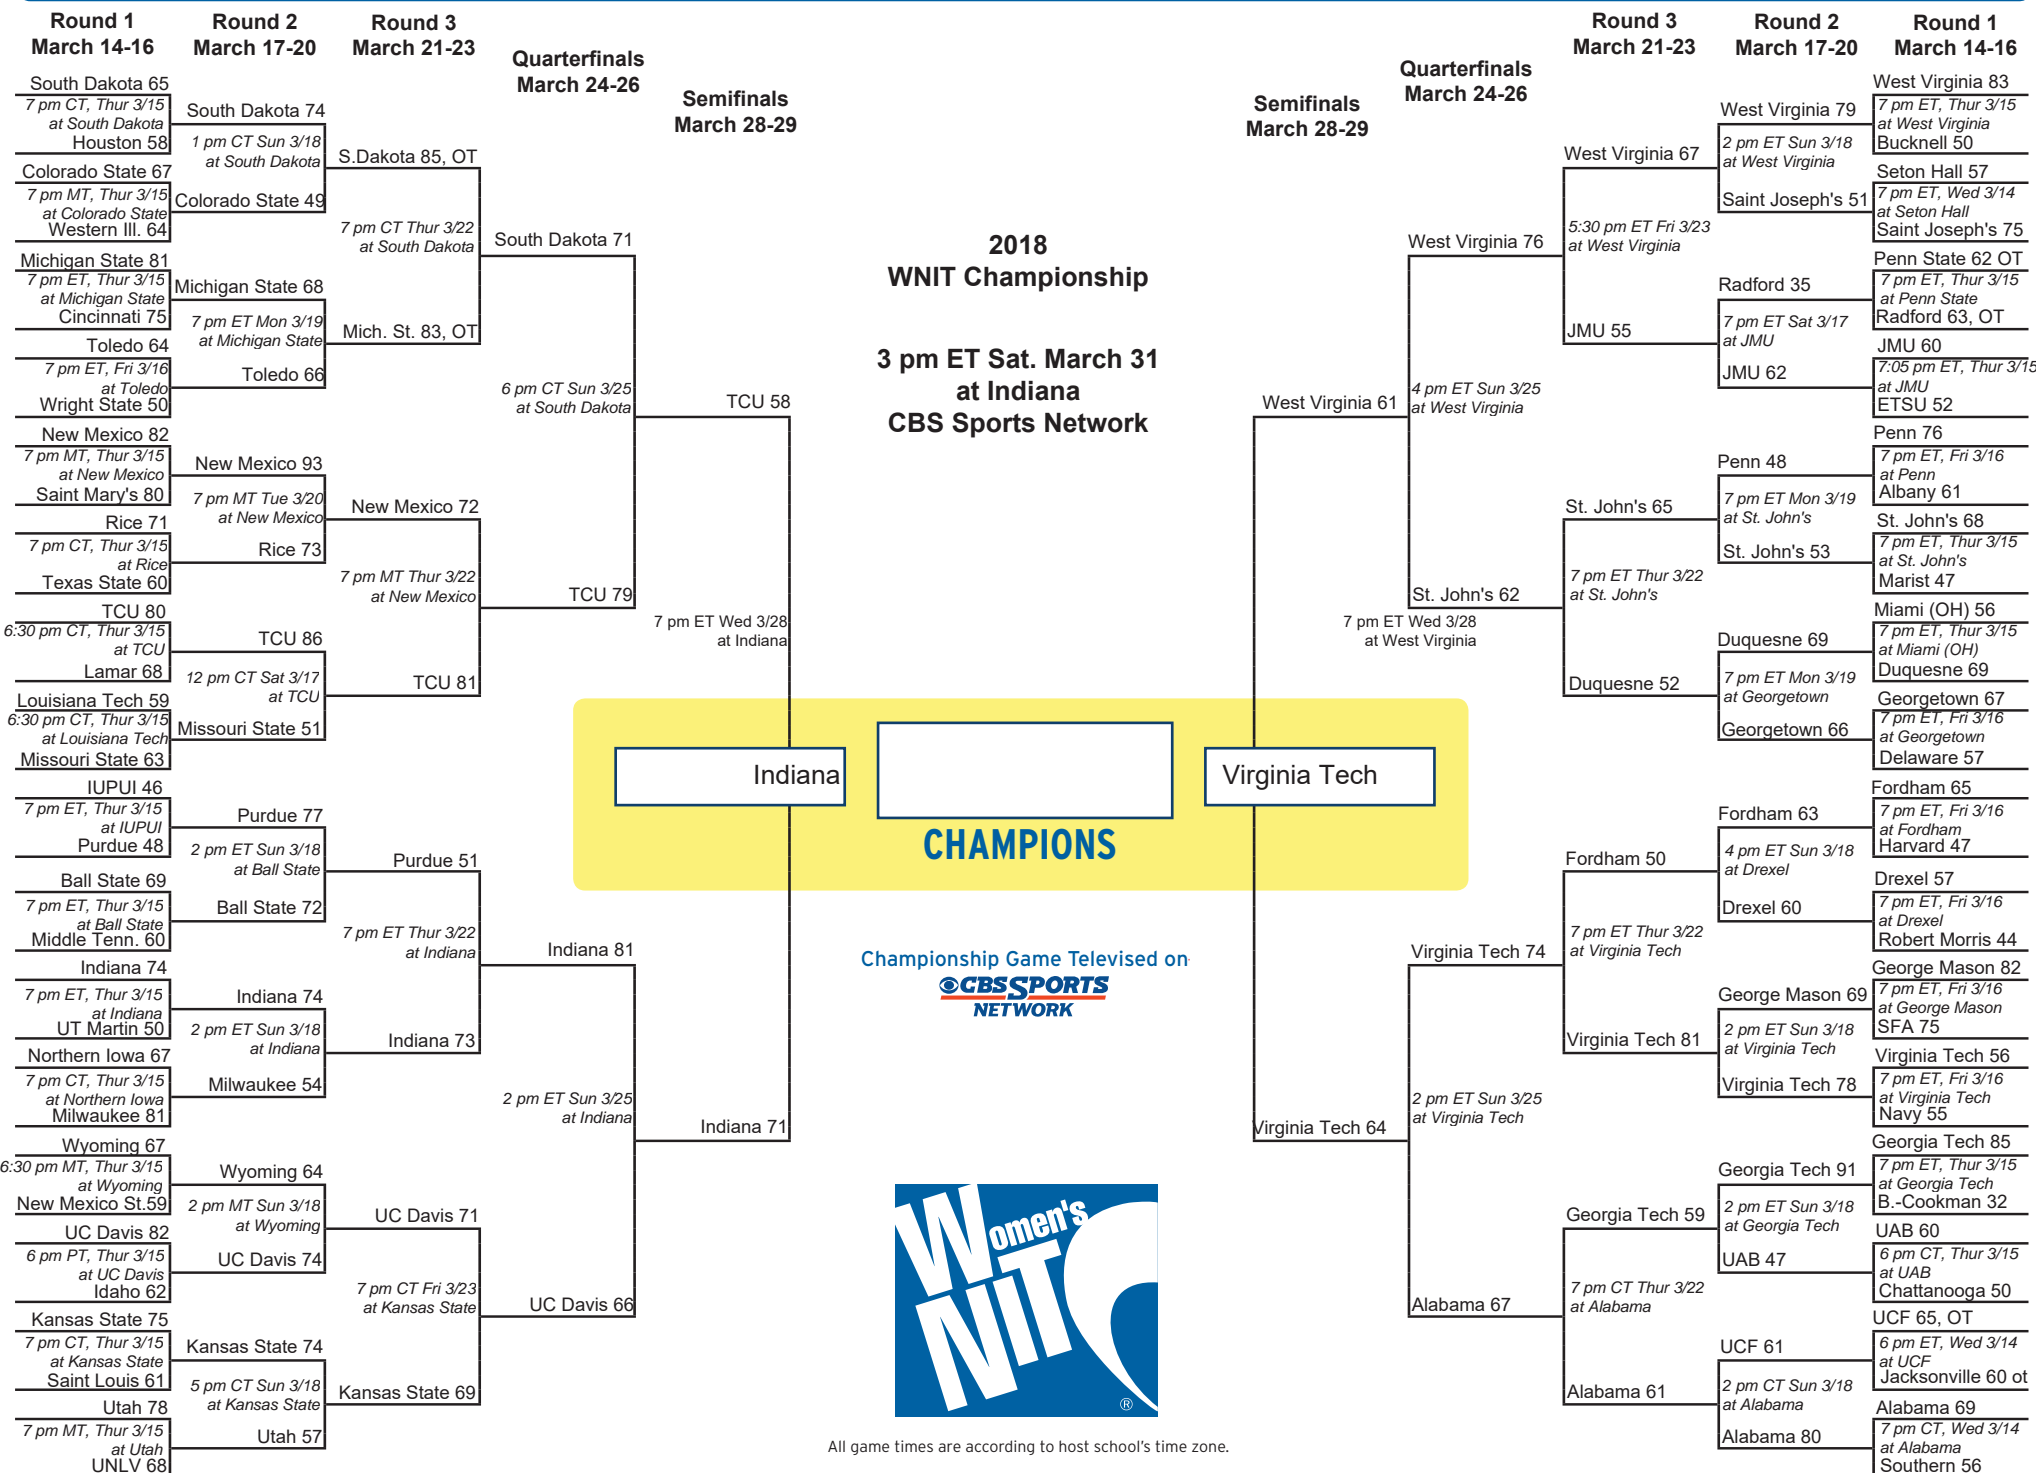 Round 1
March 14-16
Round 2
March 17-20
Round 3
March 21-23
Quarterfinals
March 24-26
Semifinals
March 28-29
South Dakota 65
7 pm CT, Thur 3/15
at South Dakota
Houston 58
Colorado State 67
7 pm MT, Thur 3/15
at Colorado State
Western Ill. 64
Michigan State 81
7 pm ET, Thur 3/15
at Michigan State
Cincinnati 75
Toledo 64
7 pm ET, Fri 3/16
at Toledo
Wright State 50
New Mexico 82
7 pm MT, Thur 3/15
at New Mexico
Saint Mary's 80
Rice 71
7 pm CT, Thur 3/15
at Rice
Texas State 60
TCU 80
6:30 pm CT, Thur 3/15
at TCU
Lamar 68
Louisiana Tech 59
6:30 pm CT, Thur 3/15
at Louisiana Tech
Missouri State 63
IUPUI 46
7 pm ET, Thur 3/15
at IUPUI
Purdue 48
Ball State 69
7 pm ET, Thur 3/15
at Ball State
Middle Tenn. 60
Indiana 74
7 pm ET, Thur 3/15
at Indiana
UT Martin 50
Northern Iowa 67
7 pm CT, Thur 3/15
at Northern Iowa
Milwaukee 81
Wyoming 67
6:30 pm MT, Thur 3/15
at Wyoming
New Mexico St.59
UC Davis 82
6 pm PT, Thur 3/15
at UC Davis
Idaho 62
Kansas State 75
7 pm CT, Thur 3/15
at Kansas State
Saint Louis 61
Utah 78
7 pm MT, Thur 3/15
at Utah
UNLV 68
South Dakota 74
1 pm CT Sun 3/18
at South Dakota
Colorado State 49
Michigan State 68
7 pm ET Mon 3/19
at Michigan State
Toledo 66
New Mexico 93
7 pm MT Tue 3/20
at New Mexico
Rice 73
TCU 86
12 pm CT Sat 3/17
at TCU
Missouri State 51
Purdue 77
2 pm ET Sun 3/18
at Ball State
Ball State 72
Indiana 74
2 pm ET Sun 3/18
at Indiana
Milwaukee 54
Wyoming 64
2 pm MT Sun 3/18
at Wyoming
UC Davis 74
Kansas State 74
5 pm CT Sun 3/18
at Kansas State
Utah 57
S.Dakota 85, OT
7 pm CT Thur 3/22
at South Dakota
Mich. St. 83, OT
New Mexico 72
7 pm MT Thur 3/22
at New Mexico
TCU 81
Purdue 51
7 pm ET Thur 3/22
at Indiana
Indiana 73
UC Davis 71
7 pm CT Fri 3/23
at Kansas State
Kansas State 69
South Dakota 71
6 pm CT Sun 3/25
at South Dakota
TCU 79
Indiana 81
2 pm ET Sun 3/25
at Indiana
UC Davis 66
TCU 58
7 pm ET Wed 3/28
at Indiana
Indiana 71
2018
WNIT Championship
3 pm ET Sat. March 31
at Indiana
CBS Sports Network
Indiana
Virginia Tech
CHAMPIONS
Championship Game Televised on
CBS SPORTS
NETWORK
Women's
NIT
®
All game times are according to host school's time zone.
Semifinals
March 28-29
Quarterfinals
March 24-26
Round 3
March 21-23
Round 2
March 17-20
Round 1
March 14-16
West Virginia 61
7 pm ET Wed 3/28
at West Virginia
Virginia Tech 64
West Virginia 76
4 pm ET Sun 3/25
at West Virginia
St. John's 62
Virginia Tech 74
2 pm ET Sun 3/25
at Virginia Tech
Alabama 67
West Virginia 67
5:30 pm ET Fri 3/23
at West Virginia
JMU 55
St. John's 65
7 pm ET Thur 3/22
at St. John's
Duquesne 52
Fordham 50
7 pm ET Thur 3/22
at Virginia Tech
Virginia Tech 81
Georgia Tech 59
7 pm CT Thur 3/22
at Alabama
Alabama 61
West Virginia 79
2 pm ET Sun 3/18
at West Virginia
Saint Joseph's 51
Radford 35
7 pm ET Sat 3/17
at JMU
JMU 62
Penn 48
7 pm ET Mon 3/19
at St. John's
St. John's 53
Duquesne 69
7 pm ET Mon 3/19
at Georgetown
Georgetown 66
Fordham 63
4 pm ET Sun 3/18
at Drexel
Drexel 60
George Mason 69
2 pm ET Sun 3/18
at Virginia Tech
Virginia Tech 78
Georgia Tech 91
2 pm ET Sun 3/18
at Georgia Tech
UAB 47
UCF 61
2 pm CT Sun 3/18
at Alabama
Alabama 80
West Virginia 83
7 pm ET, Thur 3/15
at West Virginia
Bucknell 50
Seton Hall 57
7 pm ET, Wed 3/14
at Seton Hall
Saint Joseph's 75
Penn State 62 OT
7 pm ET, Thur 3/15
at Penn State
Radford 63, OT
JMU 60
7:05 pm ET, Thur 3/15
at JMU
ETSU 52
Penn 76
7 pm ET, Fri 3/16
at Penn
Albany 61
St. John's 68
7 pm ET, Thur 3/15
at St. John's
Marist 47
Miami (OH) 56
7 pm ET, Thur 3/15
at Miami (OH)
Duquesne 69
Georgetown 67
7 pm ET, Fri 3/16
at Georgetown
Delaware 57
Fordham 65
7 pm ET, Fri 3/16
at Fordham
Harvard 47
Drexel 57
7 pm ET, Fri 3/16
at Drexel
Robert Morris 44
George Mason 82
7 pm ET, Fri 3/16
at George Mason
SFA 75
Virginia Tech 56
7 pm ET, Fri 3/16
at Virginia Tech
Navy 55
Georgia Tech 85
7 pm ET, Thur 3/15
at Georgia Tech
B.-Cookman 32
UAB 60
6 pm CT, Thur 3/15
at UAB
Chattanooga 50
UCF 65, OT
6 pm ET, Wed 3/14
at UCF
Jacksonville 60 ot
Alabama 69
7 pm CT, Wed 3/14
at Alabama
Southern 56